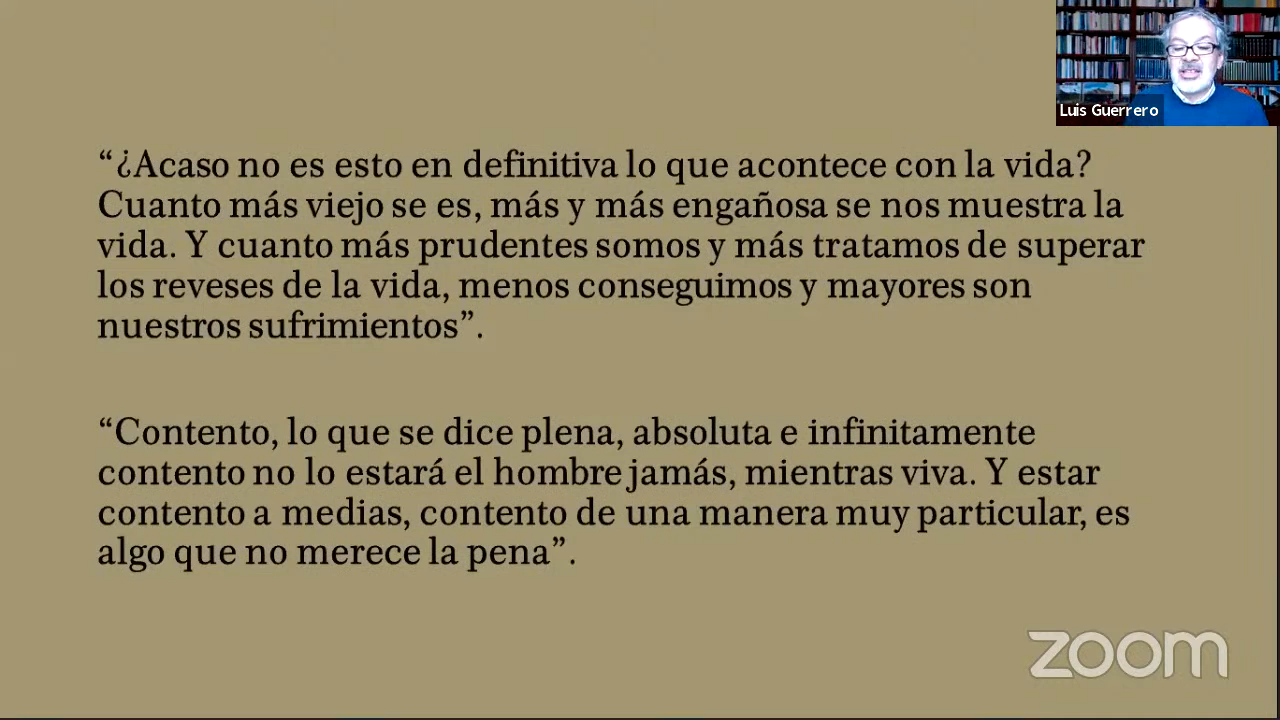 Luis Guerrero
“¿Acaso no es esto en definitiva lo que acontece con la vida?
Cuanto más viejo se es, más y más engañosa se nos muestra la
vida. Y cuanto más prudentes somos y más tratamos de superar
los reveses de la vida, menos conseguimos y mayores son
nuestros sufrimientos”.
“Contento, lo que se dice plena, absoluta e infinitamente
contento no lo estará el hombre jamás, mientras viva. Y estar
contento a medias, contento de una manera muy particular, es
algo que no merece la pena”.
zoom